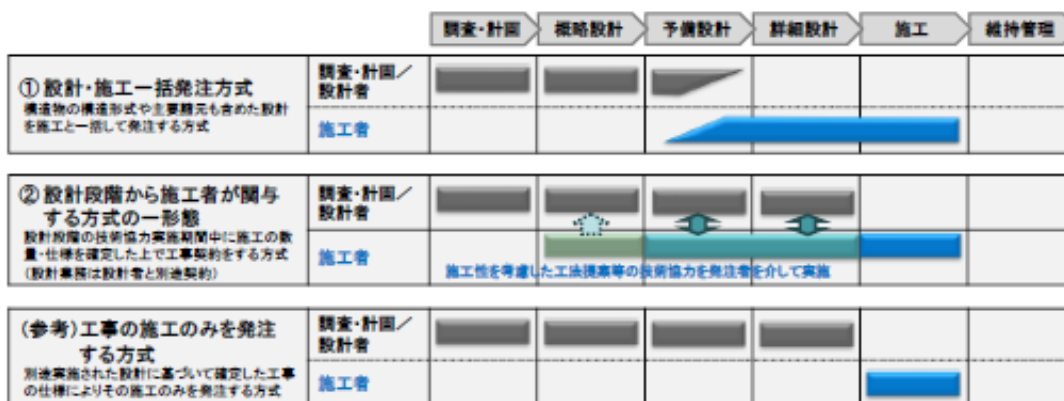 調査・計画 概略設計 予備設計 詳細設計 施工 維持管理
① 設計・施工一括発注方式
構造物の構造形式や主要諸元も含めた設計
を施工と一括して発注する方式
調査・計画／
設計者
施工者
② 設計段階から施工者が関与
する方式の一形態
設計段階の技術協力実施期間中に施工の数
量・仕様を確定した上で工事契約をする方式
(設計業務は設計者と別途契約)
調査・計画／
設計者
施工者
施工性を考慮した工法提案等の技術協力を発注者を介して実施
(参考)工事の施工のみを発注
する方式
別途実施された設計に基づいて確定した工事
の仕様によりその施工のみを発注する方式
調査・計画／
設計者
施工者